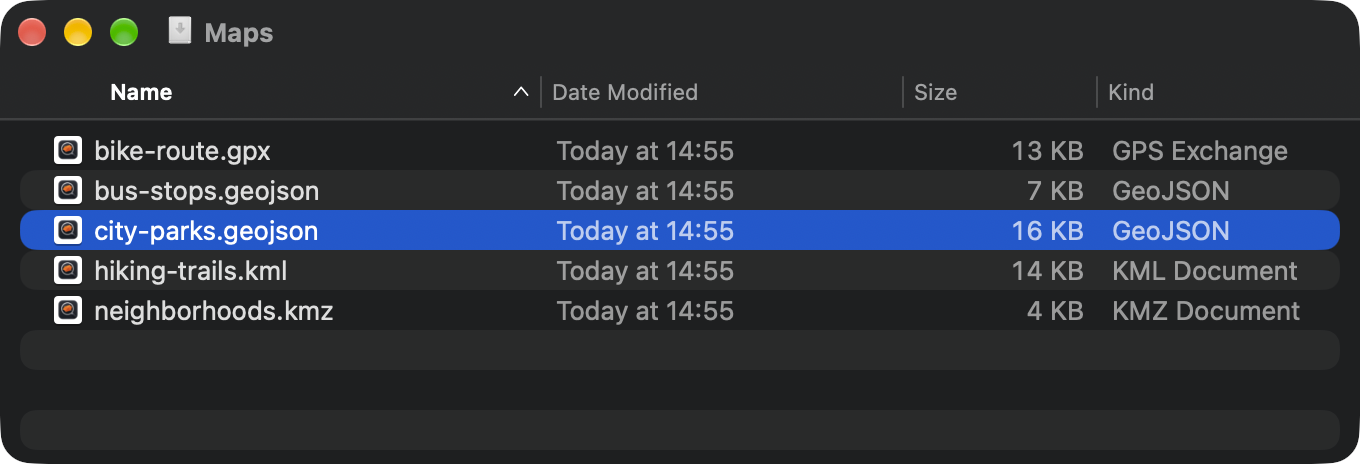 Maps
Name Date Modified Size Kind
bike-route.gpx Today at 14:55 13 KB GPS Exchange
bus-stops.geojson Today at 14:55 7 KB GeoJSON
city-parks.geojson Today at 14:55 16 KB GeoJSON
hiking-trails.kml Today at 14:55 14 KB KML Document
neighborhoods.kmz Today at 14:55 4 KB KMZ Document